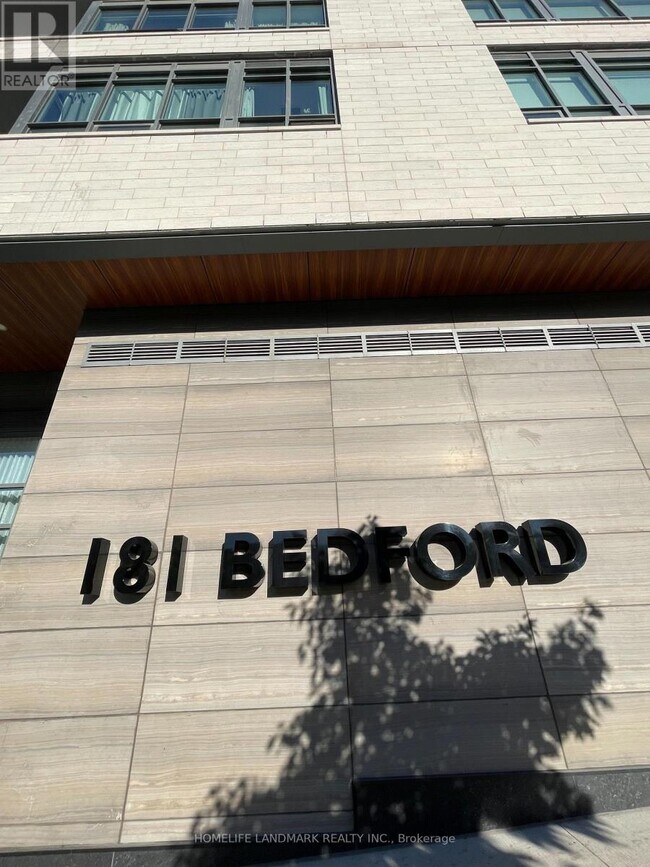 R
REALTOR
181 BEDFORD
HOMELIFE LANDMARK REALTY INC., Brokerage